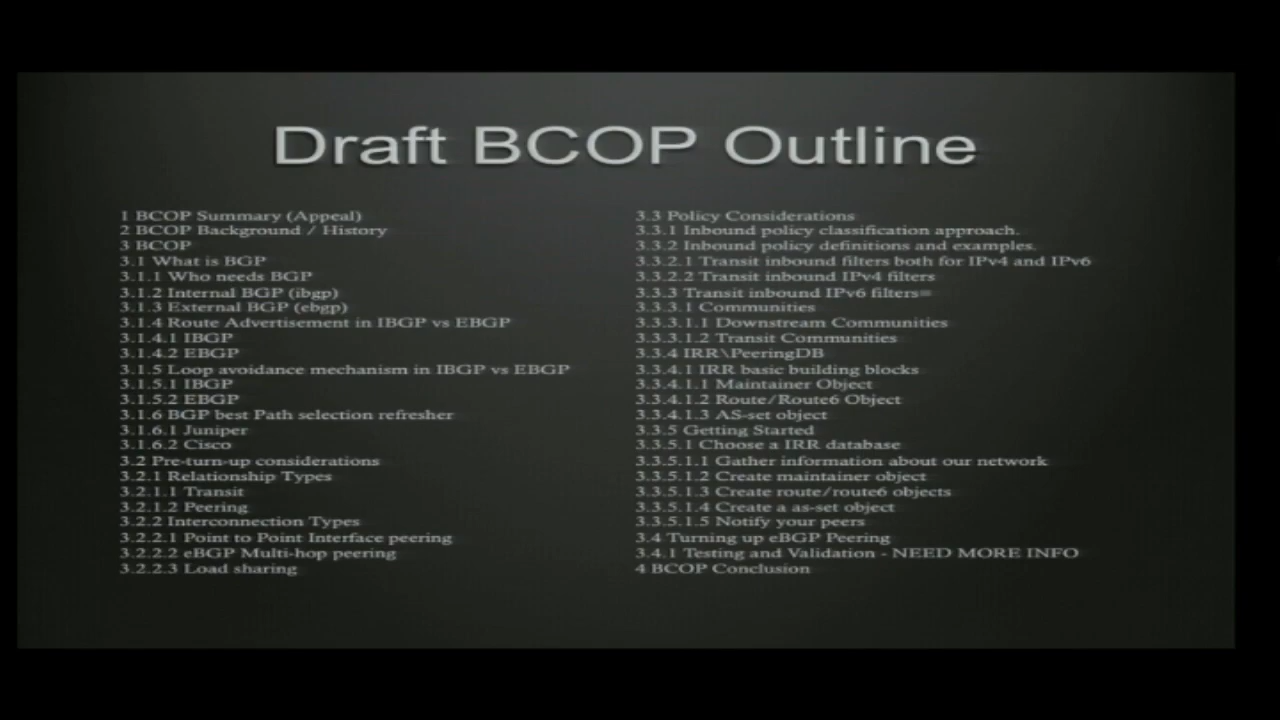 Draft BCOP Outline
1 BCOP Summary (Appeal)
2 BCOP Background / History
3 BCOP
3.1 What is BGP
3.1.1 Who needs BGP
3.1.2 Internal BGP (ibgp)
3.1.3 External BGP (ebgp)
3.1.4 Route Advertisement in IBGP vs EBGP
3.1.4.1 IBGP
3.1.4.2 EBGP
3.1.5 Loop avoidance mechanism in IBGP vs EBGP
3.1.5.1 IBGP
3.1.5.2 EBGP
3.1.6 BGP best Path selection refresher
3.1.6.1 Juniper
3.1.6.2 Cisco
3.2 Pre-turn-up considerations
3.2.1 Relationship Types
3.2.1.1 Transit
3.2.1.2 Peering
3.2.2 Interconnection Types
3.2.2.1 Point to Point Interface peering
3.2.2.2 eBGP Multi-hop peering
3.2.2.3 Load sharing
3.3 Policy Considerations
3.3.1 Inbound policy classification approach.
3.3.2 Inbound policy definitions and examples.
3.3.2.1 Transit inbound filters both for IPv4 and IPv6
3.3.2.2 Transit inbound IPv4 filters
3.3.3 Transit inbound IPv6 filters=
3.3.3.1 Communities
3.3.3.1.1 Downstream Communities
3.3.3.1.2 Transit Communities
3.3.4 IRR\PeeringDB
3.3.4.1 IRR basic building blocks
3.3.4.1.1 Maintainer Object
3.3.4.1.2 Route/Route6 Object
3.3.4.1.3 AS-set object
3.3.5 Getting Started
3.3.5.1 Choose a IRR database
3.3.5.1.1 Gather information about our network
3.3.5.1.2 Create maintainer object
3.3.5.1.3 Create route/route6 objects
3.3.5.1.4 Create a as-set object
3.3.5.1.5 Notify your peers
3.4 Turning up eBGP Peering
3.4.1 Testing and Validation - NEED MORE INFO
4 BCOP Conclusion